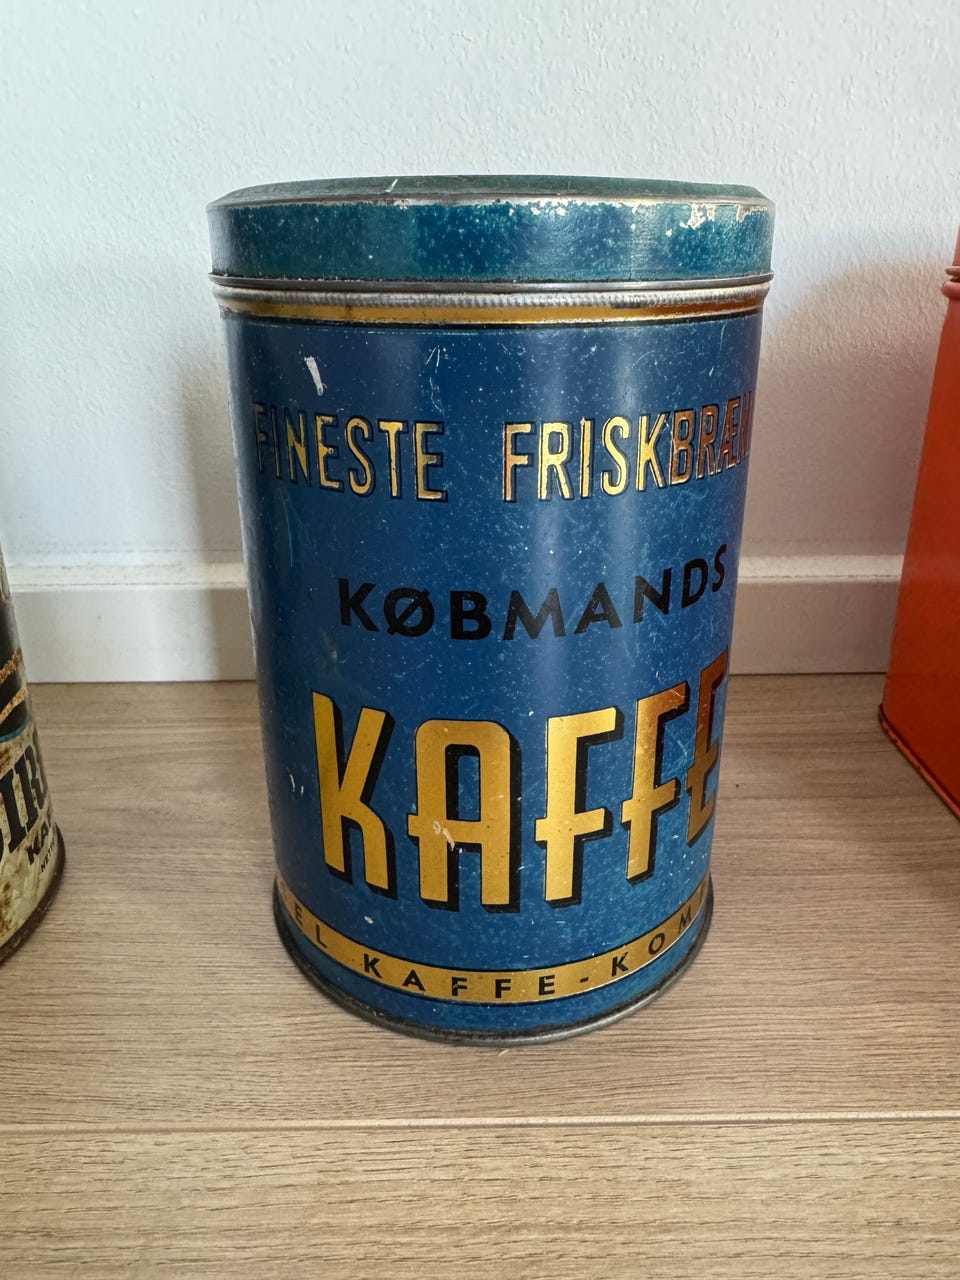 FINESTE FRISKBRÆN
KØBMANDS
KAFFE
EL KAFFE-KOM